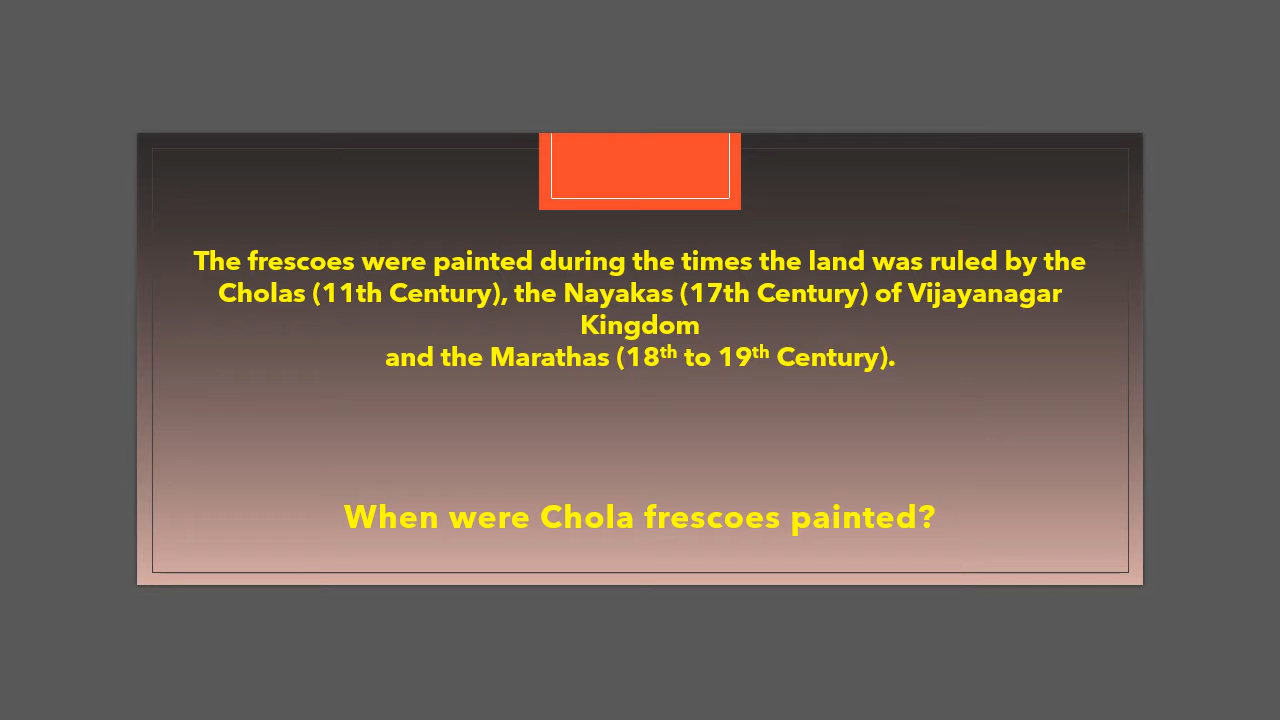 The frescoes were painted during the times the land was ruled by the
Cholas (11th Century), the Nayakas (17th Century) of Vijayanagar
Kingdom
and the Marathas (18th to 19th Century).
When were Chola frescoes painted?